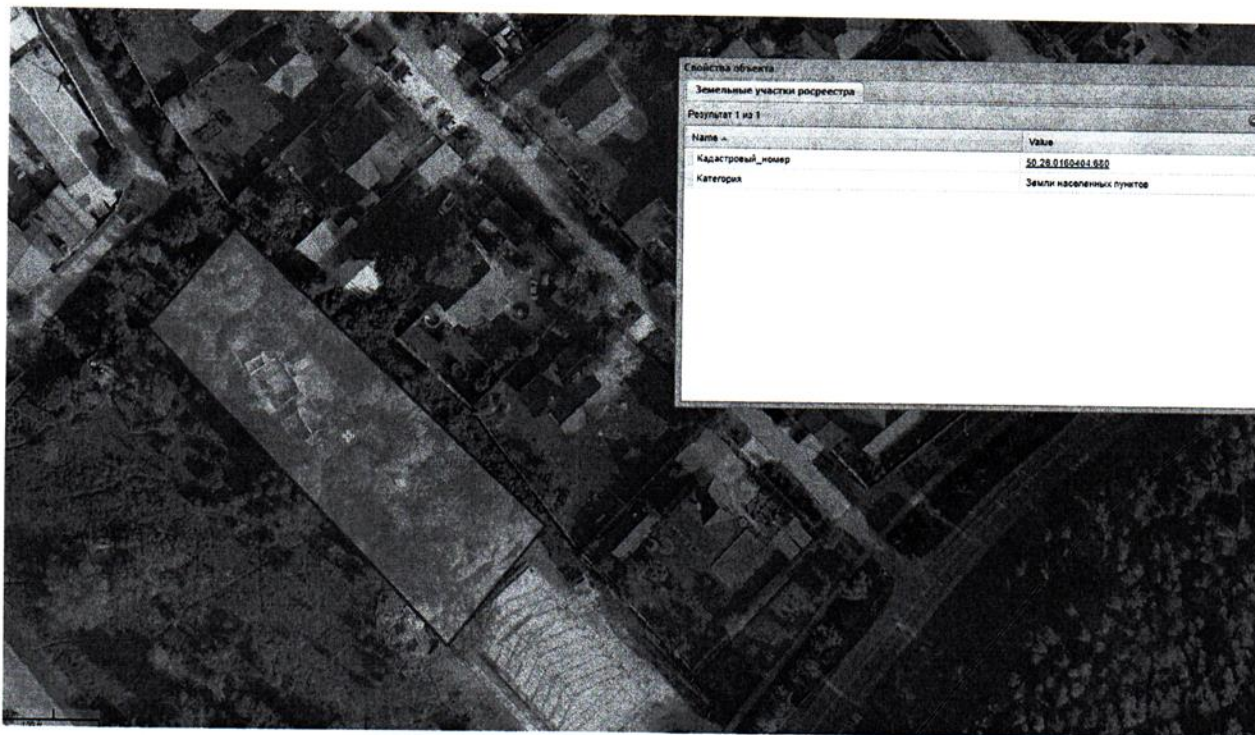 Свойства объекта
Земельные участки росреестра
Результат 1 из 1
Name Value
Кадастровый_номер 50.26.0160404.680
Категория Земли населенных пунктов